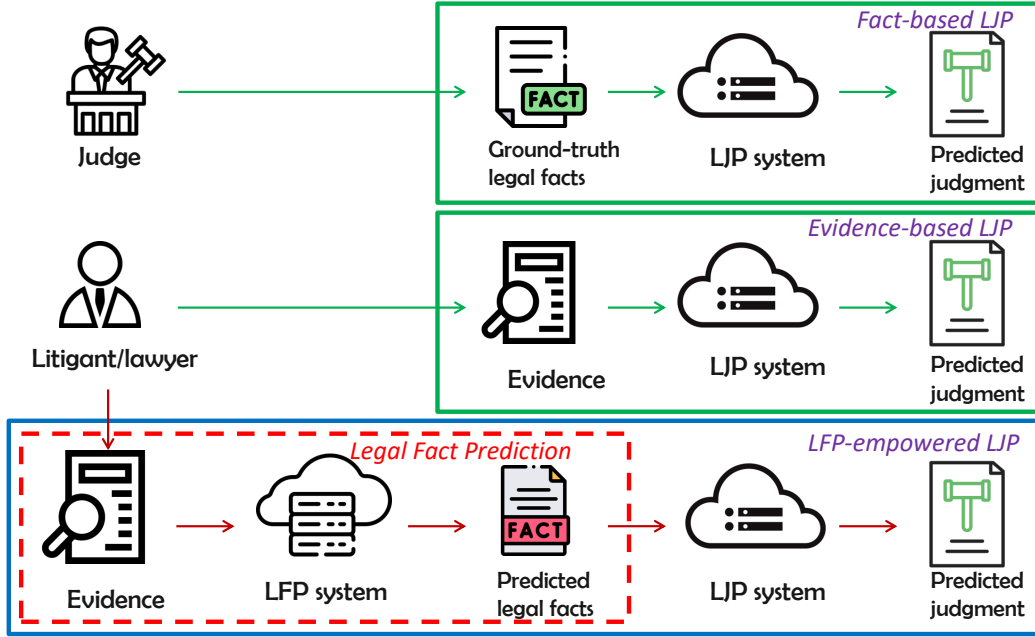 Fact-based LJP
FACT
Judge
Ground-truth
legal facts
LJP system
Predicted
judgment
Evidence-based LJP
Litigant/lawyer
Evidence
LJP system
Predicted
judgment
Legal Fact Prediction
LFP-empowered LJP
FACT
Evidence
LFP system
Predicted
legal facts
LJP system
Predicted
judgment